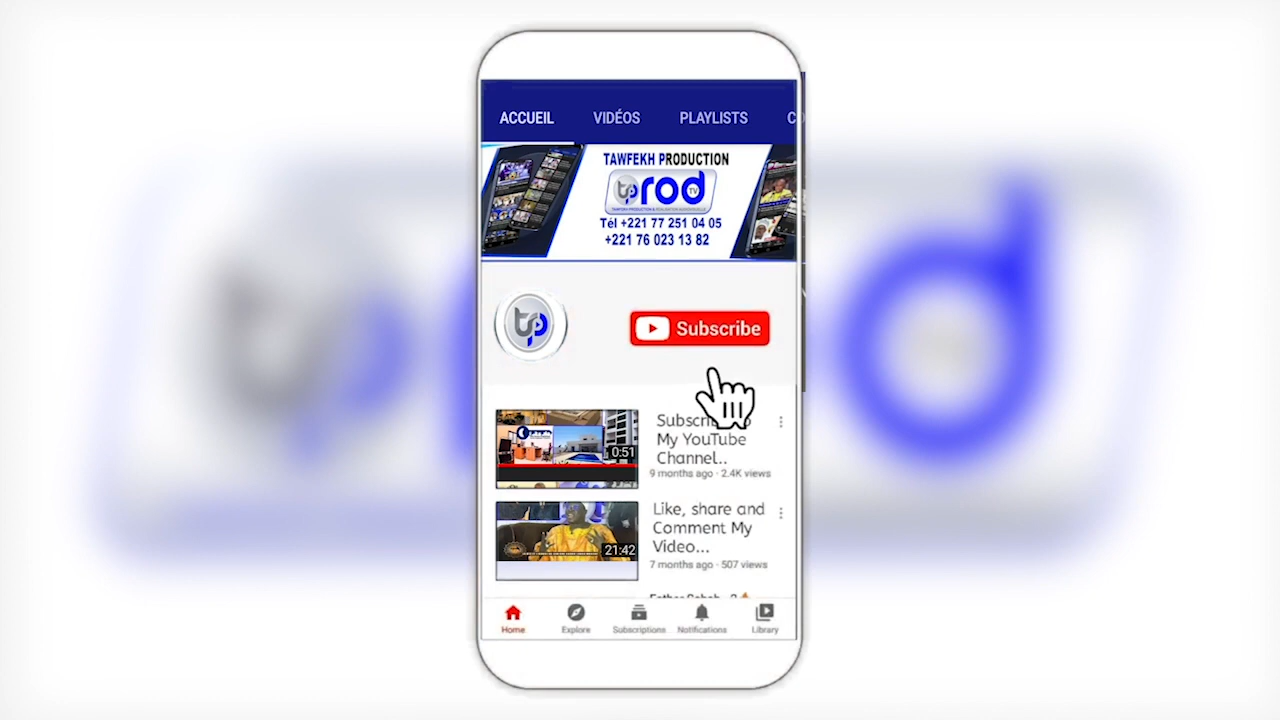 ACCUEIL VIDÉOS PLAYLISTS
TAWFEKH PRODUCTION
tprod TV
Tél +221 77 251 04 05
+221 76 023 13 82
tp
Subscribe
0:51
My YouTube
Channel..
9 months ago · 2.4K views
Like, share and
Comment My
Video...
21:42
7 months ago · 507 views
Home Explore Subscriptions Notifications Library